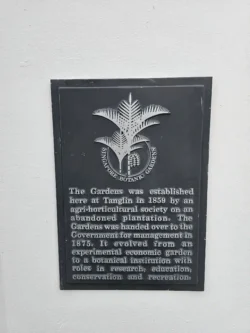 SINGAPORE BOTANIC GARDENS
The Gardens was established
here at Tanglin in 1859 by an
agri-horticultural society on an
abandoned plantation. The
Gardens was handed over to the
Government for management in
1875. It evolved from an
experimental economic garden
to a botanical institution with
roles in research, education,
conservation and recreation.